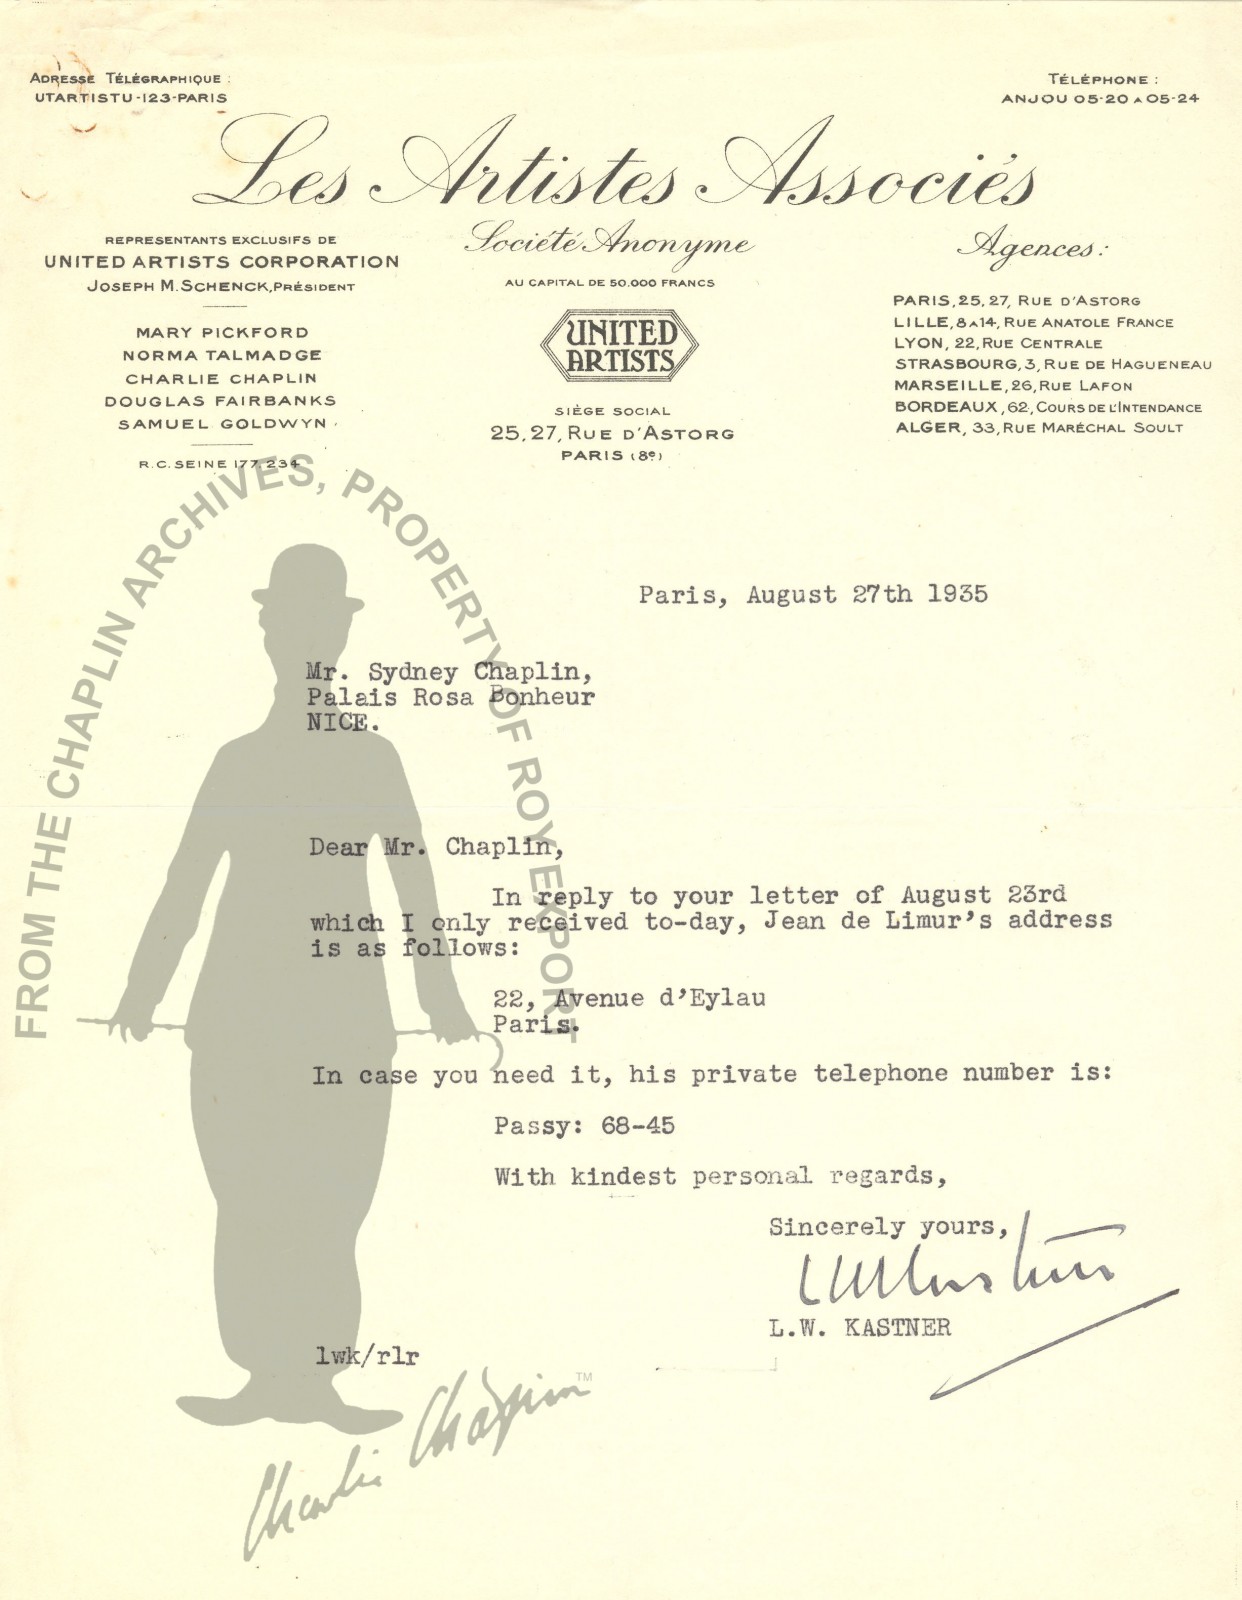 ADRESSE TÉLÉGRAPHIQUE :
UTARTISTU-123-PARIS
TÉLÉPHONE :
ANJOU 05-20 A 05-24
Les Artistes Associés
Société Anonyme
AU CAPITAL DE 50.000 FRANCS
UNITED
ARTISTS
SIÈGE SOCIAL
25, 27, RUE D'ASTORG
PARIS (8e)
REPRESENTANTS EXCLUSIFS DE
UNITED ARTISTS CORPORATION
JOSEPH M. SCHENCK, PRÉSIDENT
MARY PICKFORD
NORMA TALMADGE
CHARLIE CHAPLIN
DOUGLAS FAIRBANKS
SAMUEL GOLDWYN
R.C. SEINE 177.234
Agences :
PARIS, 25, 27, RUE D'ASTORG
LILLE, 8 A 14, RUE ANATOLE FRANCE
LYON, 22, RUE CENTRALE
STRASBOURG, 3, RUE DE HAGUENEAU
MARSEILLE, 26, RUE LAFON
BORDEAUX, 62, COURS DE L'INTENDANCE
ALGER, 33, RUE MARÉCHAL SOULT
FROM THE CHAPLIN ARCHIVES, PROPERTY OF ROY EXPORT
Paris, August 27th 1935
Mr. Sydney Chaplin,
Palais Rosa Bonheur
NICE.
Dear Mr. Chaplin,
In reply to your letter of August 23rd
which I only received to-day, Jean de Limur's address
is as follows:
22, Avenue d'Eylau
Paris.
In case you need it, his private telephone number is:
Passy: 68-45
With kindest personal regards,
Sincerely yours,
LWKastner
L.W. KASTNER
lwk/rlr
Charlie Chaplin™